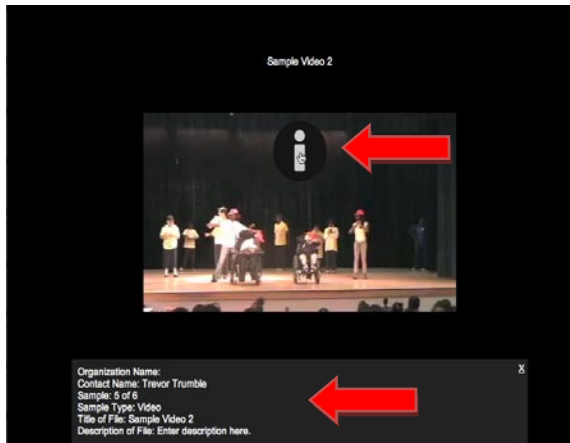 Sample Video 2
X
Organization Name:
Contact Name: Trevor Trumble
Sample: 5 of 6
Sample Type: Video
Title of File: Sample Video 2
Description of File: Enter description here.